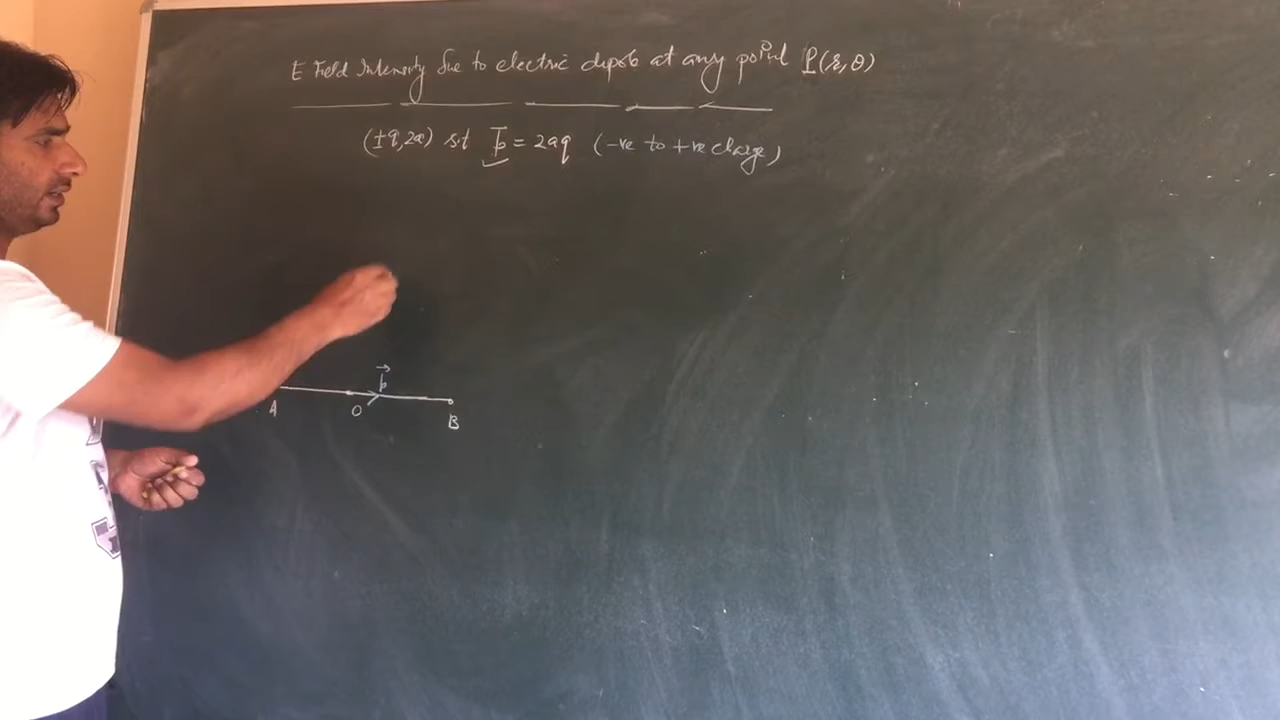 E Field Intensity due to electric dipole at any point P(r,θ)
(±q,2a) s.t p⃗ = 2aq (-ve to +ve charge)
p⃗
A O B